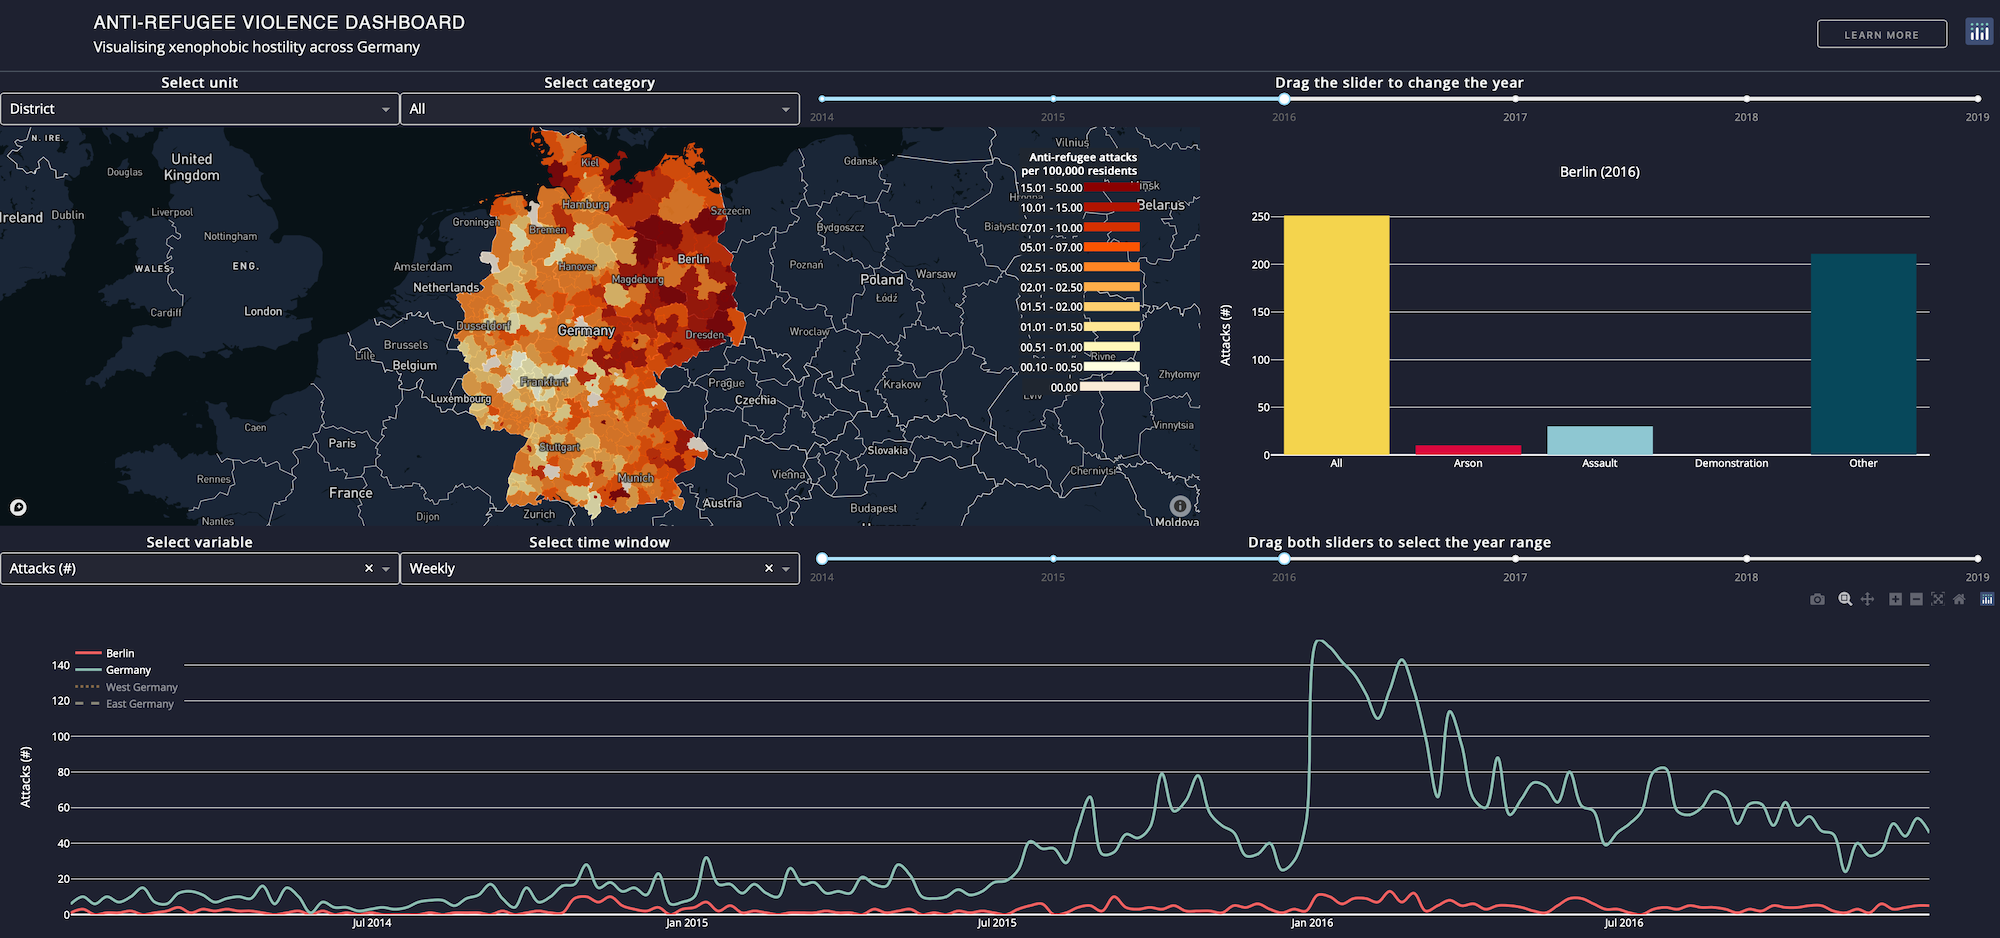 ANTI-REFUGEE VIOLENCE DASHBOARD
Visualising xenophobic hostility across Germany
LEARN MORE
Select unit
Select category
Drag the slider to change the year
District
All
2014
2015
2016
2017
2018
2019
N. IRE.
United
Kingdom
Douglas
Ireland
Dublin
Liverpool
Nottingham
WALES
ENG.
Cardiff
London
Amsterdam
Netherlands
Groningen
Brussels
Lille
Belgium
Luxembourg
Caen
Paris
Rennes
France
Nantes
Dijon
Kiel
Hamburg
Bremen
Hanover
Magdeburg
Berlin
Szczecin
Dusseldorf
Germany
Dresden
Frankfurt
Stuttgart
Munich
Zurich
Gdansk
Bydgoszcz
Poznań
Poland
Warsaw
Łódź
Wroclaw
Prague
Czechia
Krakow
Slovakia
Vienna
Austria
Budapest
Vilnius
Minsk
Belarus
Rivne
Lviv
Zhytomyr
Vinnytsia
Chernivtsi
Moldova
Anti-refugee attacks
per 100,000 residents
15.01 - 50.00
10.01 - 15.00
07.01 - 10.00
05.01 - 07.00
02.51 - 05.00
02.01 - 02.50
01.51 - 02.00
01.01 - 01.50
00.51 - 01.00
00.10 - 00.50
00.00
Berlin (2016)
Attacks (#)
250
200
150
100
50
0
All
Arson
Assault
Demonstration
Other
Select variable
Select time window
Drag both sliders to select the year range
Attacks (#)
Weekly
2014
2015
2016
2017
2018
2019
Berlin
Germany
West Germany
East Germany
Attacks (#)
140
120
100
80
60
40
20
0
Jul 2014
Jan 2015
Jul 2015
Jan 2016
Jul 2016